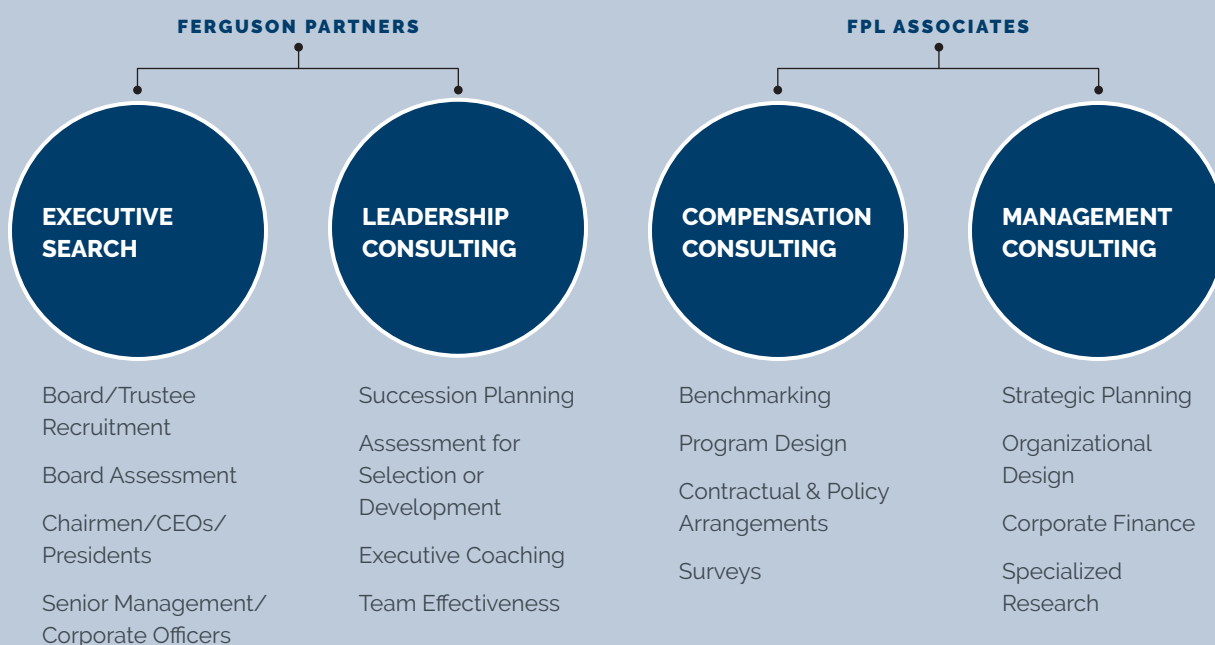 FERGUSON PARTNERS
FPL ASSOCIATES
EXECUTIVE
SEARCH
LEADERSHIP
CONSULTING
COMPENSATION
CONSULTING
MANAGEMENT
CONSULTING
Board/Trustee
Recruitment
Board Assessment
Chairmen/CEOs/
Presidents
Senior Management/
Corporate Officers
Succession Planning
Assessment for
Selection or
Development
Executive Coaching
Team Effectiveness
Benchmarking
Program Design
Contractual & Policy
Arrangements
Surveys
Strategic Planning
Organizational
Design
Corporate Finance
Specialized
Research